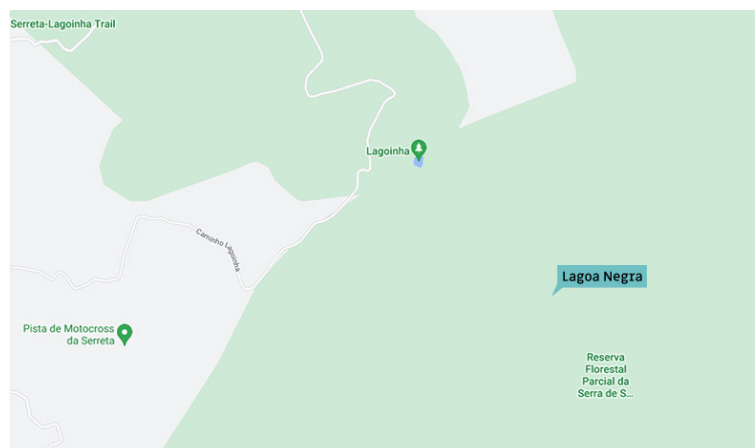 Serreta-Lagoinha Trail
Lagoinha
Caminho Lagoinha
Lagoa Negra
Pista de Motocross
da Serreta
Reserva
Florestal
Parcial da
Serra de S...